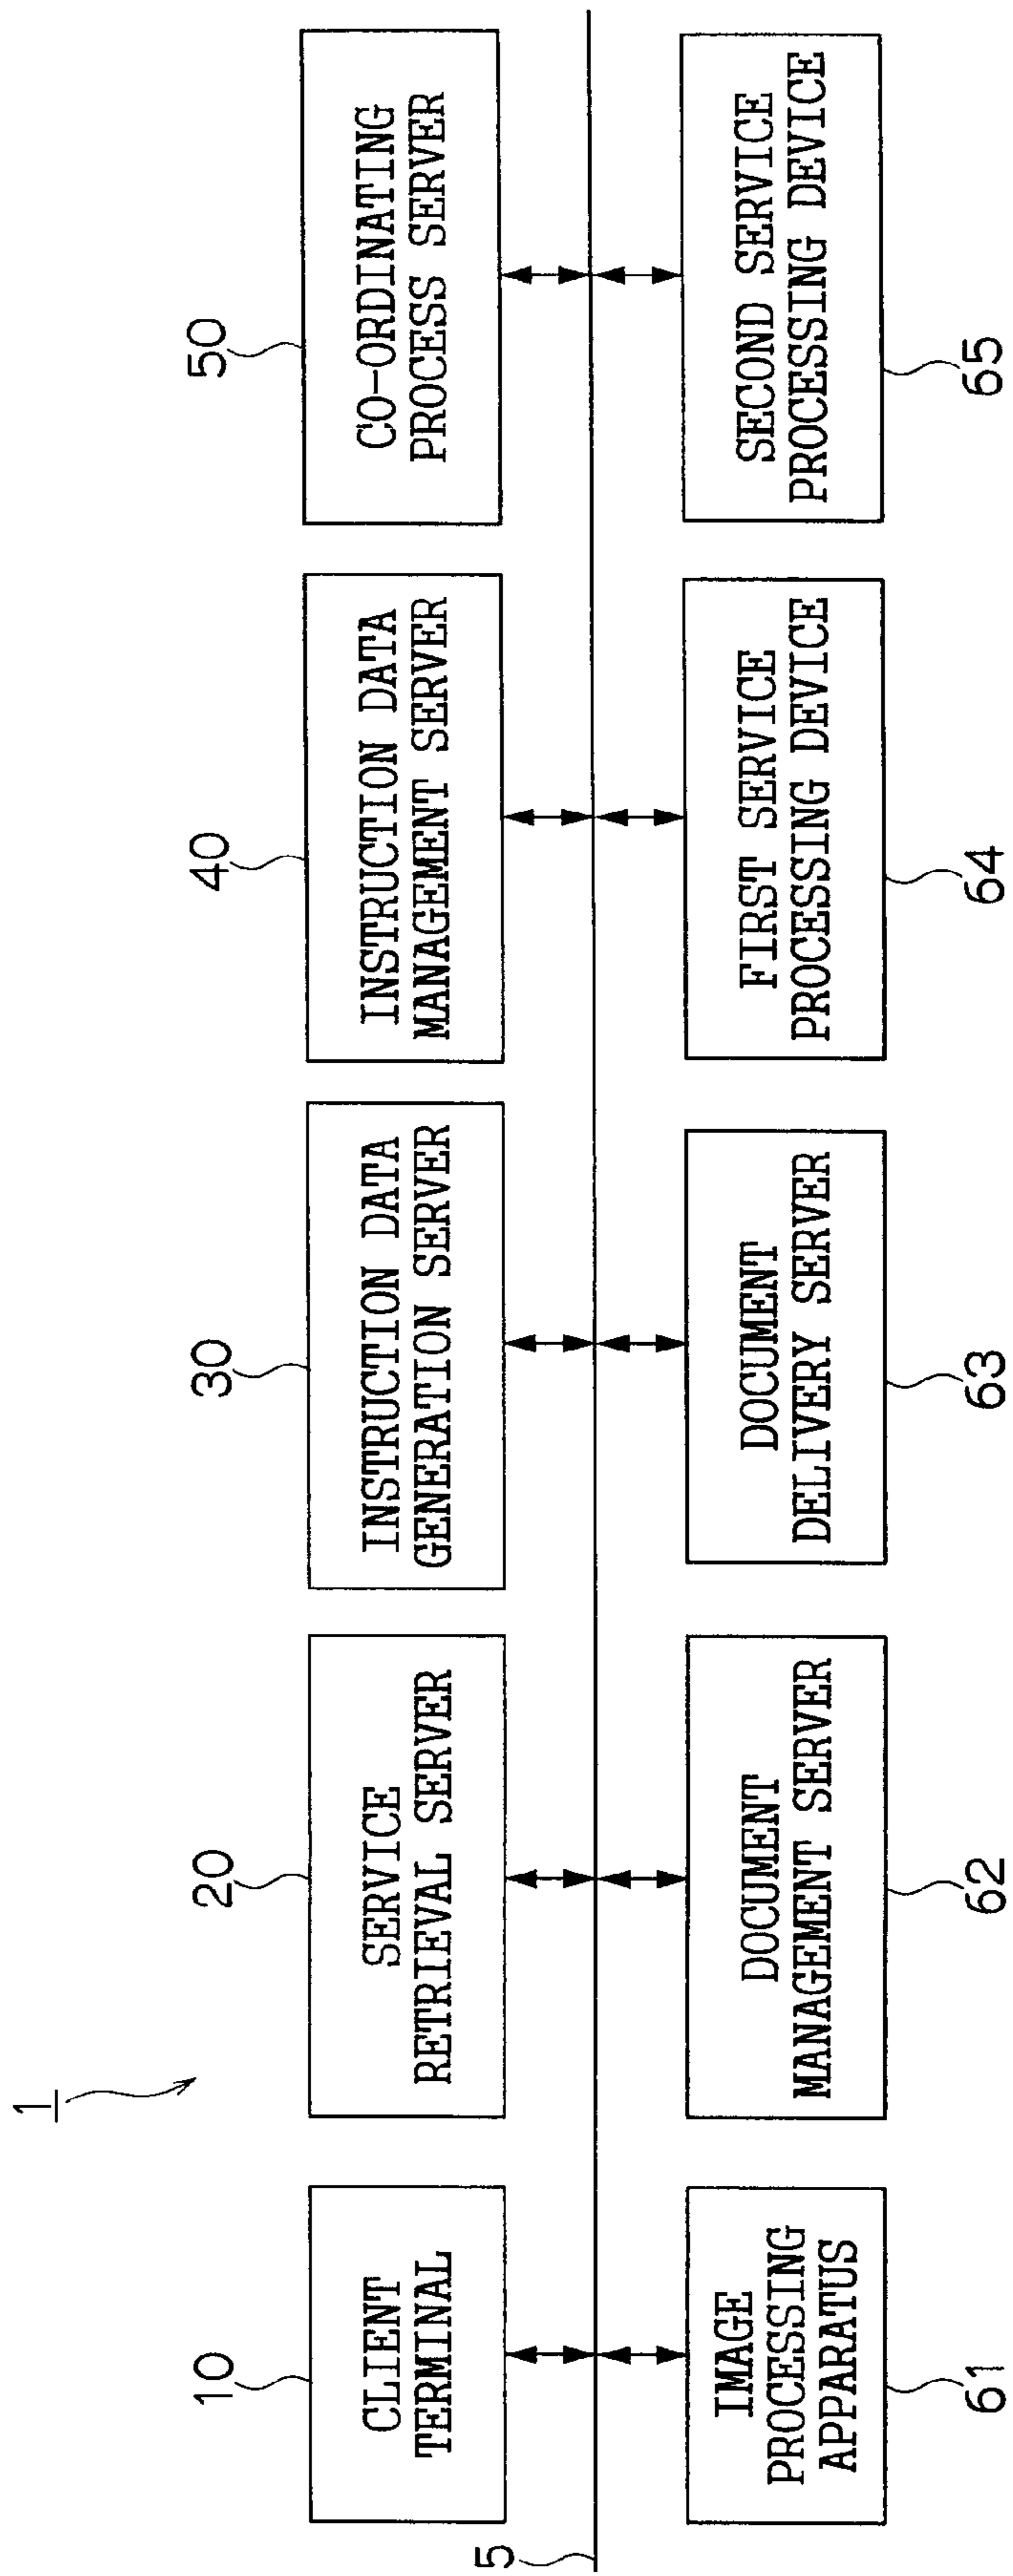 1
10
20
30
40
50
CLIENT
TERMINAL
SERVICE
RETRIEVAL SERVER
INSTRUCTION DATA
GENERATION SERVER
INSTRUCTION DATA
MANAGEMENT SERVER
CO-ORDINATING
PROCESS SERVER
5
IMAGE
PROCESSING
APPARATUS
DOCUMENT
MANAGEMENT SERVER
DOCUMENT
DELIVERY SERVER
FIRST SERVICE
PROCESSING DEVICE
SECOND SERVICE
PROCESSING DEVICE
61
62
63
64
65